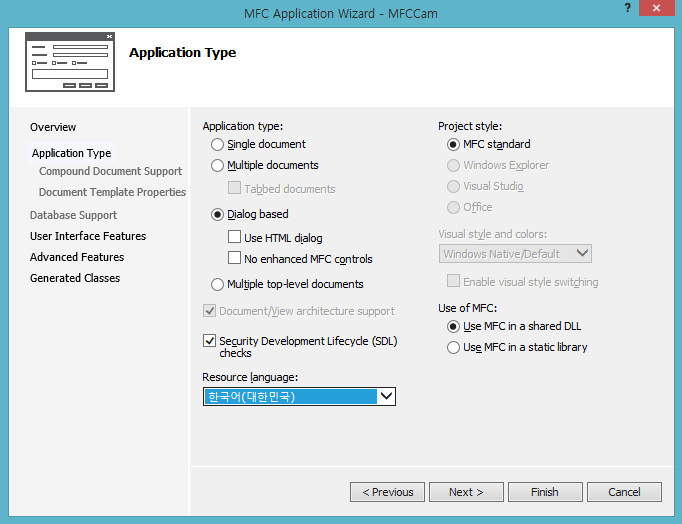 MFC Application Wizard - MFCCam
?
Application Type
Overview
Application Type
Compound Document Support
Document Template Properties
Database Support
User Interface Features
Advanced Features
Generated Classes
Application type:
Single document
Multiple documents
Tabbed documents
Dialog based
Use HTML dialog
No enhanced MFC controls
Multiple top-level documents
Document/View architecture support
Security Development Lifecycle (SDL)
checks
Resource language:
한국어(대한민국)
Project style:
MFC standard
Windows Explorer
Visual Studio
Office
Visual style and colors:
Windows Native/Default
Enable visual style switching
Use of MFC:
Use MFC in a shared DLL
Use MFC in a static library
< Previous
Next >
Finish
Cancel